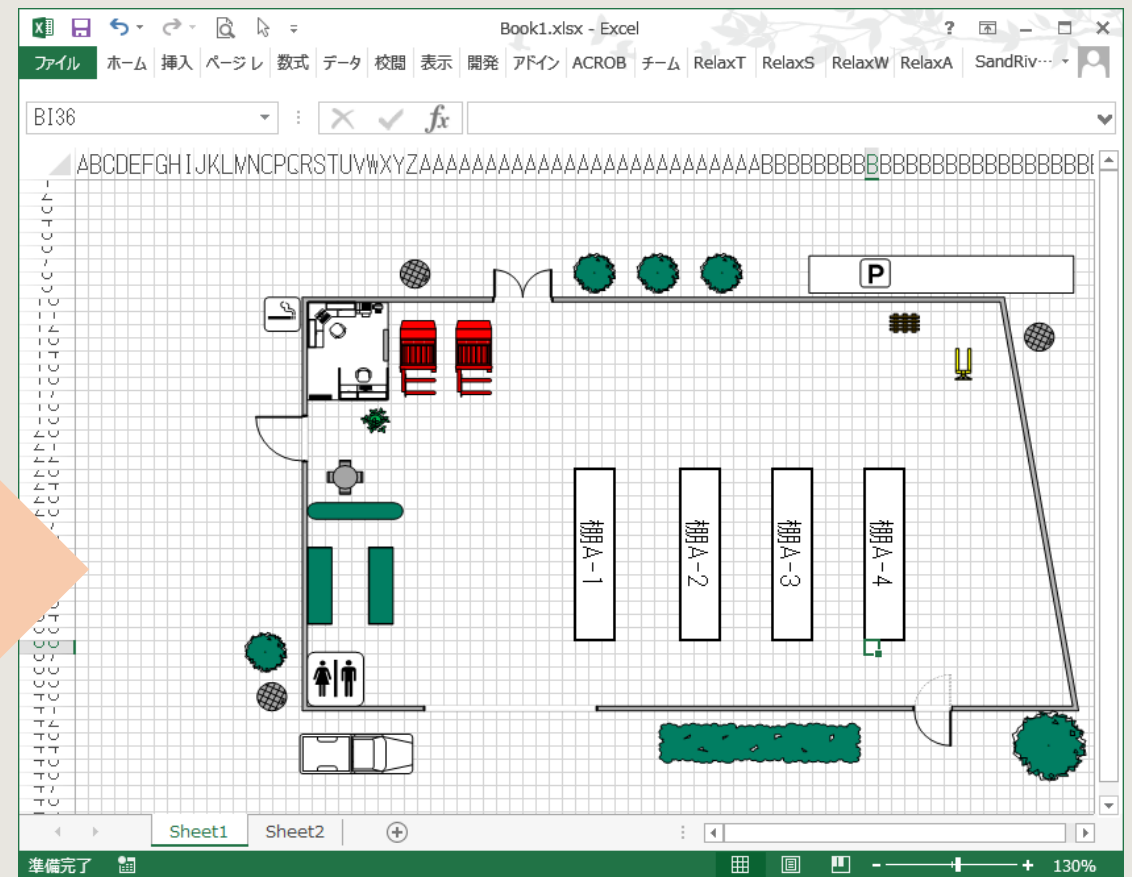 Book1.xlsx - Excel
?
ファイル ホーム 挿入 ページ レ 数式 データ 校閲 表示 開発 アドイン ACROB チーム RelaxT RelaxS RelaxW RelaxA SandRiv…
BI36
fx
P
棚A-1
棚A-2
棚A-3
棚A-4
Sheet1 Sheet2
準備完了
130%